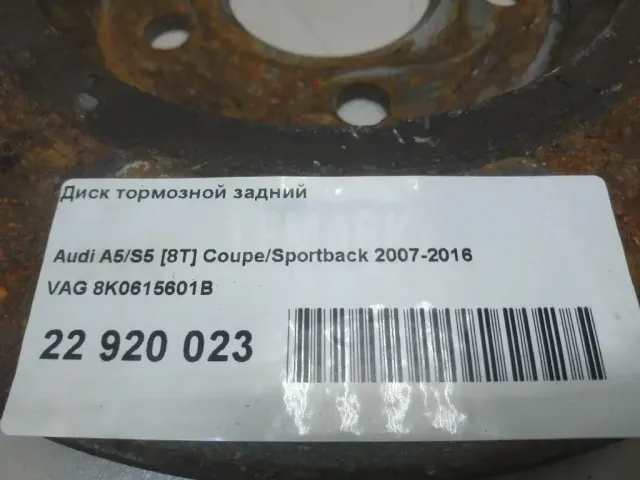 Диск тормозной задний
Audi A5/S5 [8T] Coupe/Sportback 2007-2016
VAG 8K0615601B
22 920 023